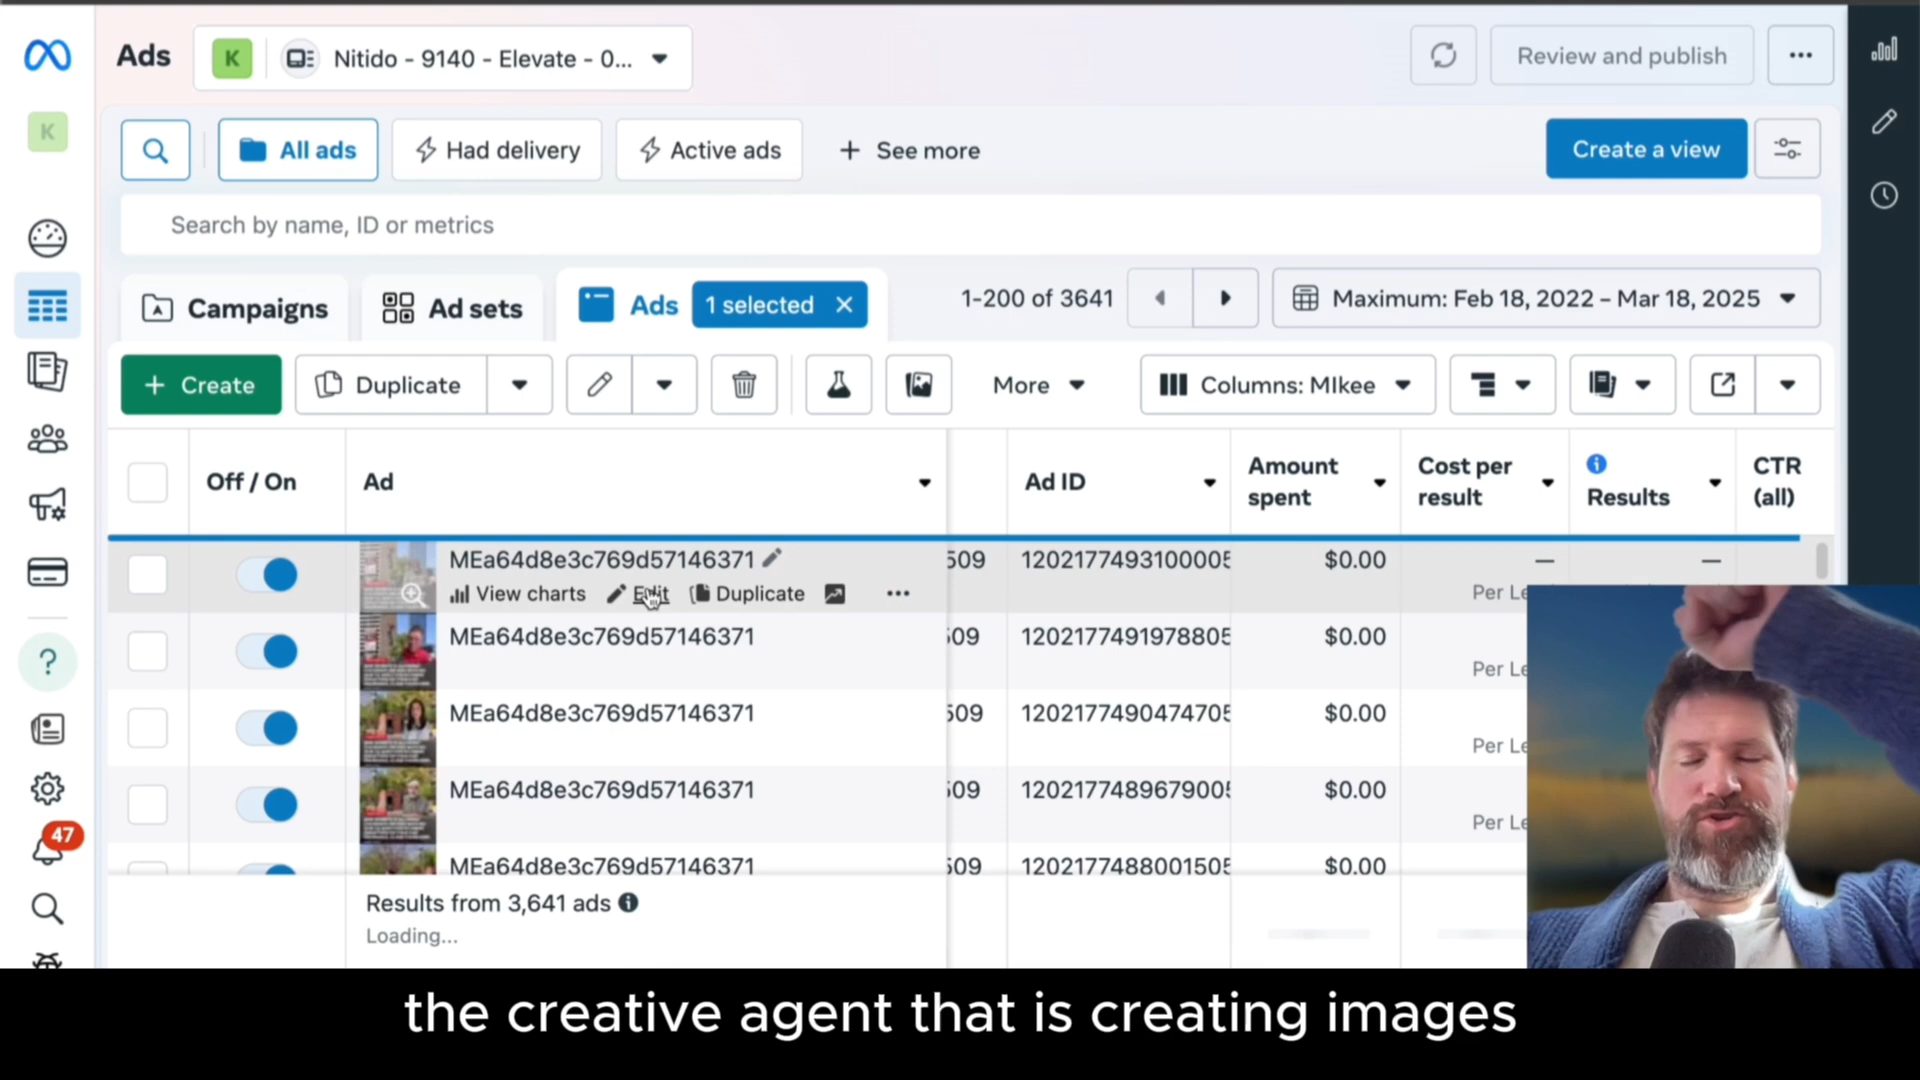 Ads
K
Nitido - 9140 - Elevate - 0...
Review and publish
K
All ads
Had delivery
Active ads
+ See more
Create a view
Search by name, ID or metrics
Campaigns
Ad sets
Ads
1 selected
1-200 of 3641
Maximum: Feb 18, 2022 – Mar 18, 2025
+ Create
Duplicate
More
Columns: MIkee
Off / On
Ad
Ad ID
Amount spent
Cost per result
Results
CTR (all)
MEa64d8e3c769d57146371
509
1202177493100005
$0.00
—
—
View charts
Edit
Duplicate
Per Le
MEa64d8e3c769d57146371
509
1202177491978805
$0.00
Per Le
MEa64d8e3c769d57146371
509
1202177490474705
$0.00
Per Le
MEa64d8e3c769d57146371
509
1202177489679005
$0.00
Per Le
MEa64d8e3c769d57146371
509
1202177488001505
$0.00
47
Results from 3,641 ads
Loading...
the creative agent that is creating images